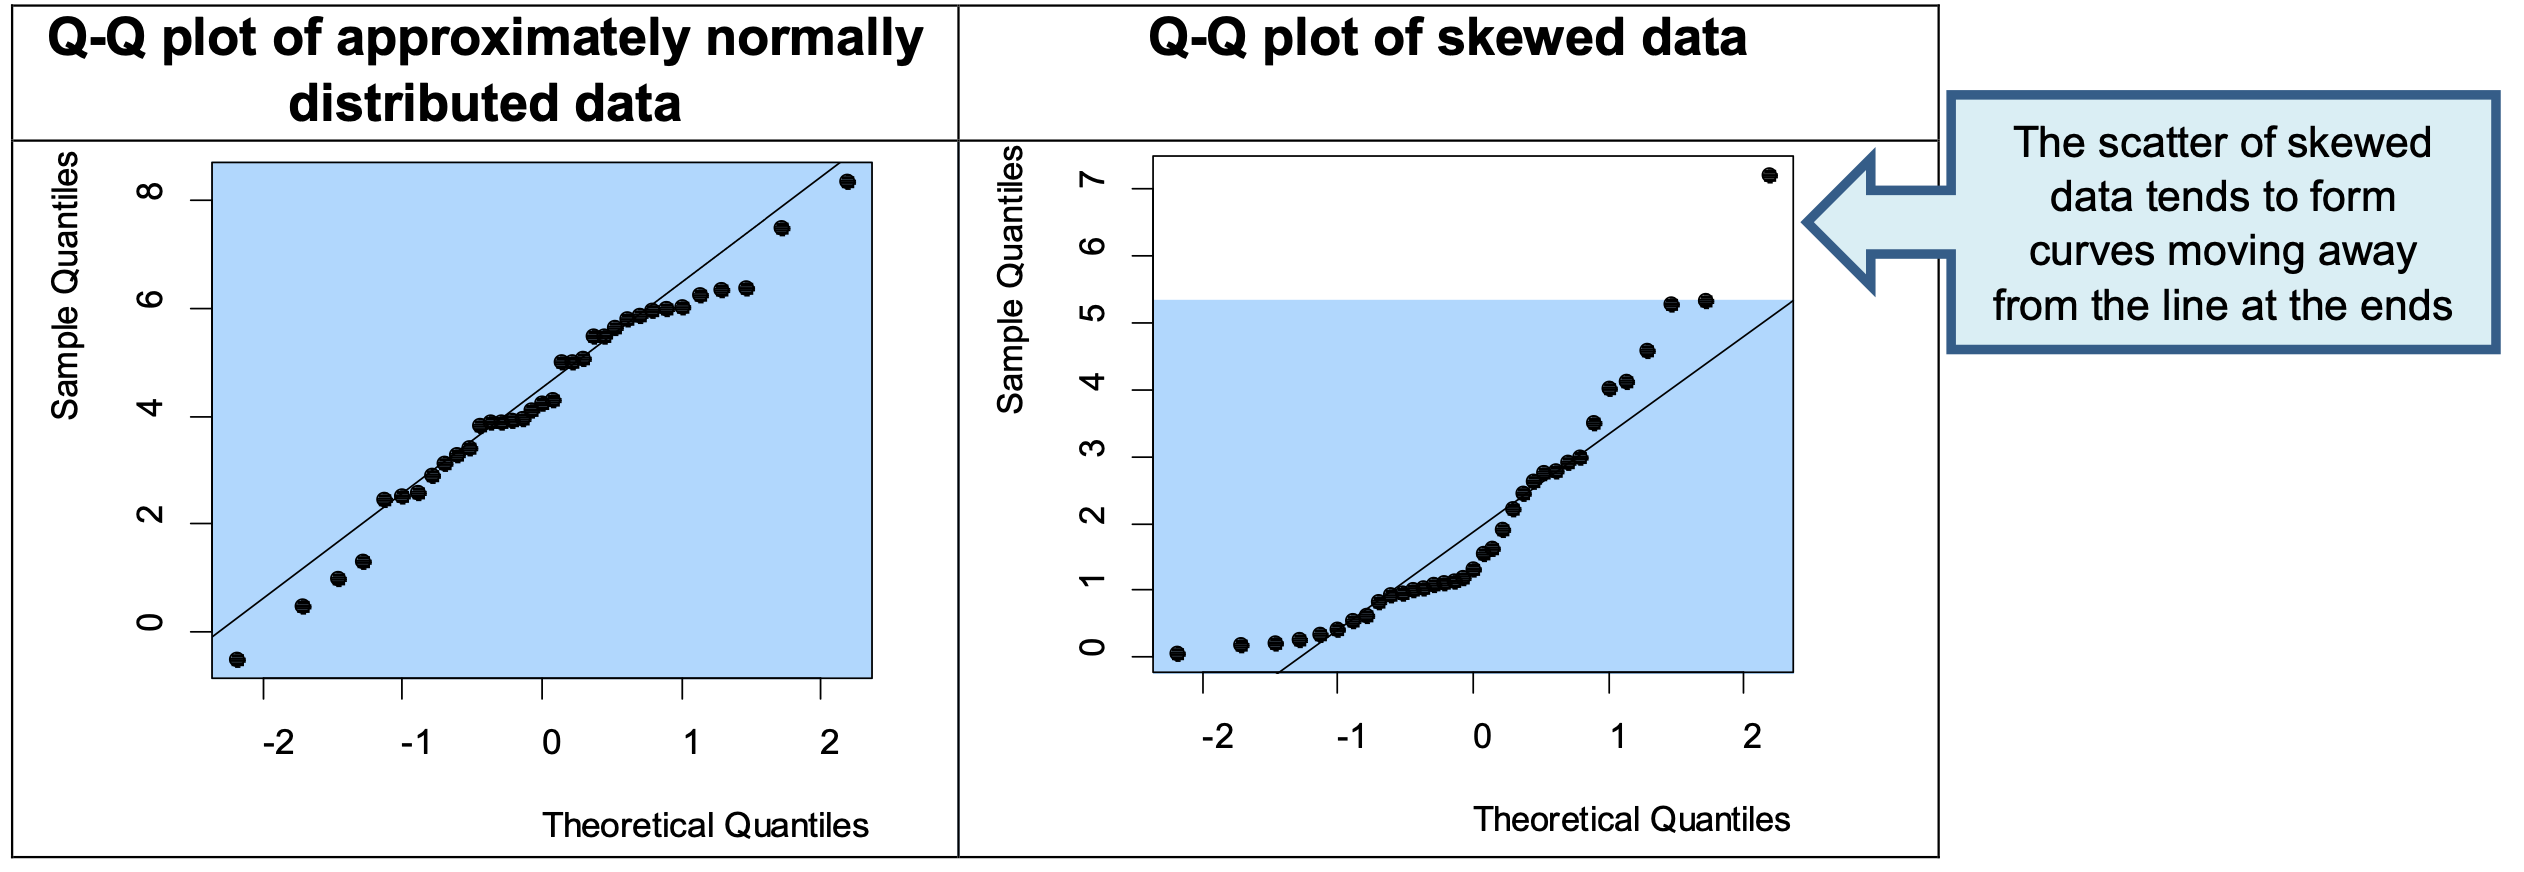 Q-Q plot of approximately normally
distributed data
Q-Q plot of skewed data
Sample Quantiles
8
6
4
2
0
-2 -1 0 1 2
Theoretical Quantiles
Sample Quantiles
7
6
5
4
3
2
1
0
-2 -1 0 1 2
Theoretical Quantiles
The scatter of skewed
data tends to form
curves moving away
from the line at the ends